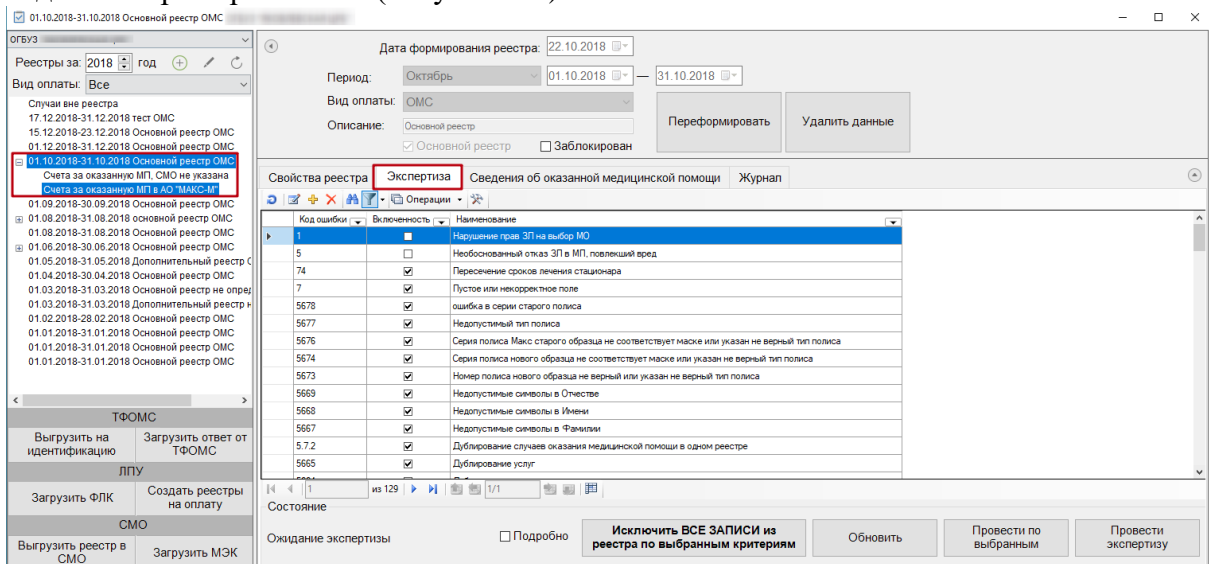 01.10.2018-31.10.2018 Основной реестр ОМС
ОГБУЗ
Реестры за: 2018 год
Вид оплаты: Все
Случаи вне реестра
17.12.2018-31.12.2018 тест ОМС
15.12.2018-23.12.2018 Основной реестр ОМС
01.12.2018-31.12.2018 Основной реестр ОМС
01.10.2018-31.10.2018 Основной реестр ОМС
Счета за оказанную МП, СМО не указана
Счета за оказанную МП в АО "МАКС-М"
01.09.2018-30.09.2018 Основной реестр ОМС
01.08.2018-31.08.2018 основной реестр ОМС
01.08.2018-31.08.2018 Основной реестр ОМС
01.06.2018-30.06.2018 Основной реестр ОМС
01.05.2018-31.05.2018 Дополнительный реестр
01.04.2018-30.04.2018 Основной реестр ОМС
01.03.2018-31.03.2018 Основной реестр не опред
01.03.2018-31.03.2018 Дополнительный реестр н
01.02.2018-28.02.2018 Основной реестр ОМС
01.01.2018-31.01.2018 Основной реестр ОМС
01.01.2018-31.01.2018 Основной реестр ОМС
01.01.2018-31.01.2018 Основной реестр ОМС
ТФОМС
Выгрузить на идентификацию
Загрузить ответ от ТФОМС
ЛПУ
Загрузить ФЛК
Создать реестры на оплату
СМО
Выгрузить реестр в СМО
Загрузить МЭК
Дата формирования реестра: 22.10.2018
Период: Октябрь 01.10.2018 — 31.10.2018
Вид оплаты: ОМС
Описание: Основной реестр
Основной реестр Заблокирован
Переформировать
Удалить данные
Свойства реестра Экспертиза Сведения об оказанной медицинской помощи Журнал
Операции
Код ошибки Включенность Наименование
1 Нарушение прав ЗП на выбор МО
5 Необоснованный отказ ЗП в МП, повлекший вред
74 Пересечение сроков лечения стационара
7 Пустое или некорректное поле
5678 ошибка в серии старого полиса
5677 Недопустимый тип полиса
5676 Серия полиса Макс старого образца не соответствует маске или указан не верный тип полиса
5674 Серия полиса нового образца не соответствует маске или указан не верный тип полиса
5673 Номер полиса нового образца не верный или указан не верный тип полиса
5669 Недопустимые символы в Отчестве
5668 Недопустимые символы в Имени
5667 Недопустимые символы в Фамилии
5.7.2 Дублирование случаев оказания медицинской помощи в одном реестре
5665 Дублирование услуг
1 из 129 1/1
Состояние
Ожидание экспертизы
Подробно
Исключить ВСЕ ЗАПИСИ из реестра по выбранным критериям
Обновить
Провести по выбранным
Провести экспертизу